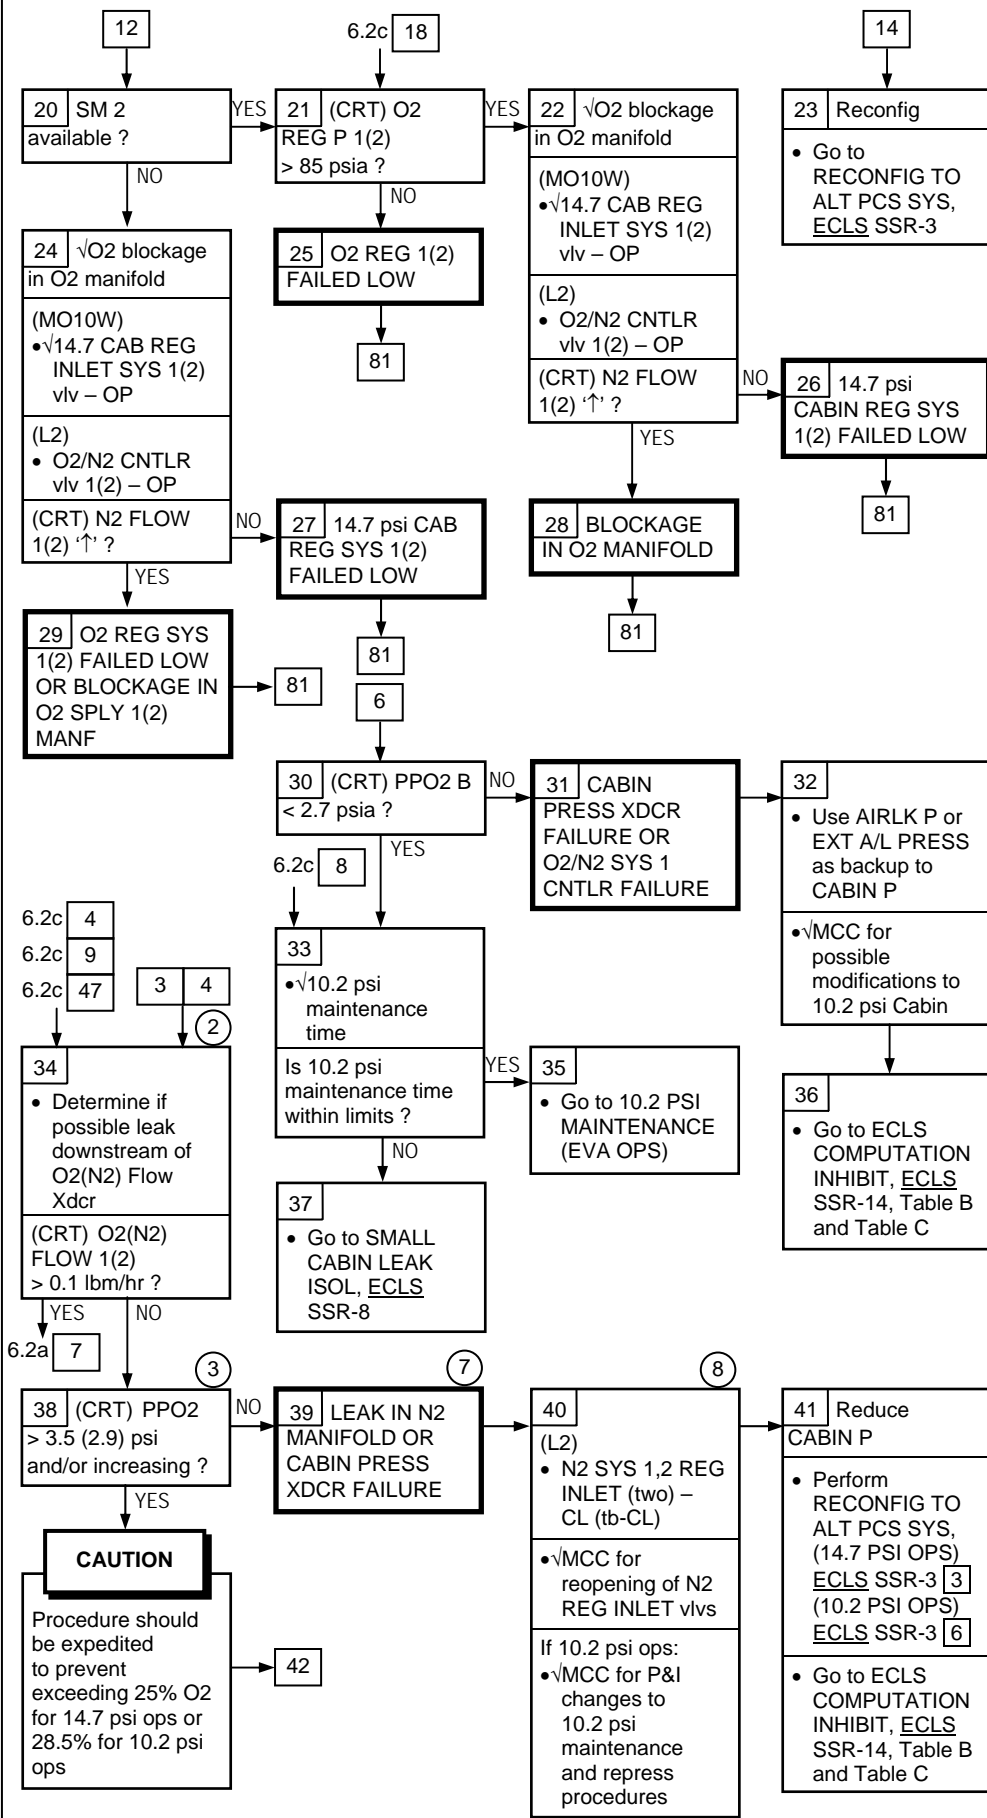 12
6.2c 18
14
20 SM 2
available ?
YES
NO
21 (CRT) O2
REG P 1(2)
> 85 psia ?
YES
NO
22 √O2 blockage
in O2 manifold
(MO10W)
•√14.7 CAB REG
INLET SYS 1(2)
vlv – OP
(L2)
• O2/N2 CNTLR
vlv 1(2) – OP
(CRT) N2 FLOW
1(2) ‘↑’ ?
NO
YES
23 Reconfig
• Go to
RECONFIG TO
ALT PCS SYS,
ECLS SSR-3
24 √O2 blockage
in O2 manifold
(MO10W)
•√14.7 CAB REG
INLET SYS 1(2)
vlv – OP
(L2)
• O2/N2 CNTLR
vlv 1(2) – OP
(CRT) N2 FLOW
1(2) ‘↑’ ?
NO
YES
25 O2 REG 1(2)
FAILED LOW
81
26 14.7 psi
CABIN REG SYS
1(2) FAILED LOW
81
27 14.7 psi CAB
REG SYS 1(2)
FAILED LOW
81
28 BLOCKAGE
IN O2 MANIFOLD
81
29 O2 REG SYS
1(2) FAILED LOW
OR BLOCKAGE IN
O2 SPLY 1(2)
MANF
81
6
30 (CRT) PPO2 B
< 2.7 psia ?
NO
YES
31 CABIN
PRESS XDCR
FAILURE OR
O2/N2 SYS 1
CNTLR FAILURE
32
• Use AIRLK P or
EXT A/L PRESS
as backup to
CABIN P
•√MCC for
possible
modifications to
10.2 psi Cabin
6.2c 8
33
•√10.2 psi
maintenance
time
Is 10.2 psi
maintenance time
within limits ?
YES
NO
6.2c 4
6.2c 9
6.2c 47
3 4
2
34
• Determine if
possible leak
downstream of
O2(N2) Flow
Xdcr
(CRT) O2(N2)
FLOW 1(2)
> 0.1 lbm/hr ?
YES
NO
6.2a 7
35
• Go to 10.2 PSI
MAINTENANCE
(EVA OPS)
36
• Go to ECLS
COMPUTATION
INHIBIT, ECLS
SSR-14, Table B
and Table C
37
• Go to SMALL
CABIN LEAK
ISOL, ECLS
SSR-8
3
38 (CRT) PPO2
> 3.5 (2.9) psi
and/or increasing ?
NO
YES
7
39 LEAK IN N2
MANIFOLD OR
CABIN PRESS
XDCR FAILURE
8
40
(L2)
• N2 SYS 1,2 REG
INLET (two) –
CL (tb-CL)
•√MCC for
reopening of N2
REG INLET vlvs
If 10.2 psi ops:
•√MCC for P&I
changes to
10.2 psi
maintenance
and repress
procedures
41 Reduce
CABIN P
• Perform
RECONFIG TO
ALT PCS SYS,
(14.7 PSI OPS)
ECLS SSR-3 3
(10.2 PSI OPS)
ECLS SSR-3 6
• Go to ECLS
COMPUTATION
INHIBIT, ECLS
SSR-14, Table B
and Table C
CAUTION
Procedure should
be expedited
to prevent
exceeding 25% O2
for 14.7 psi ops or
28.5% for 10.2 psi
ops
42